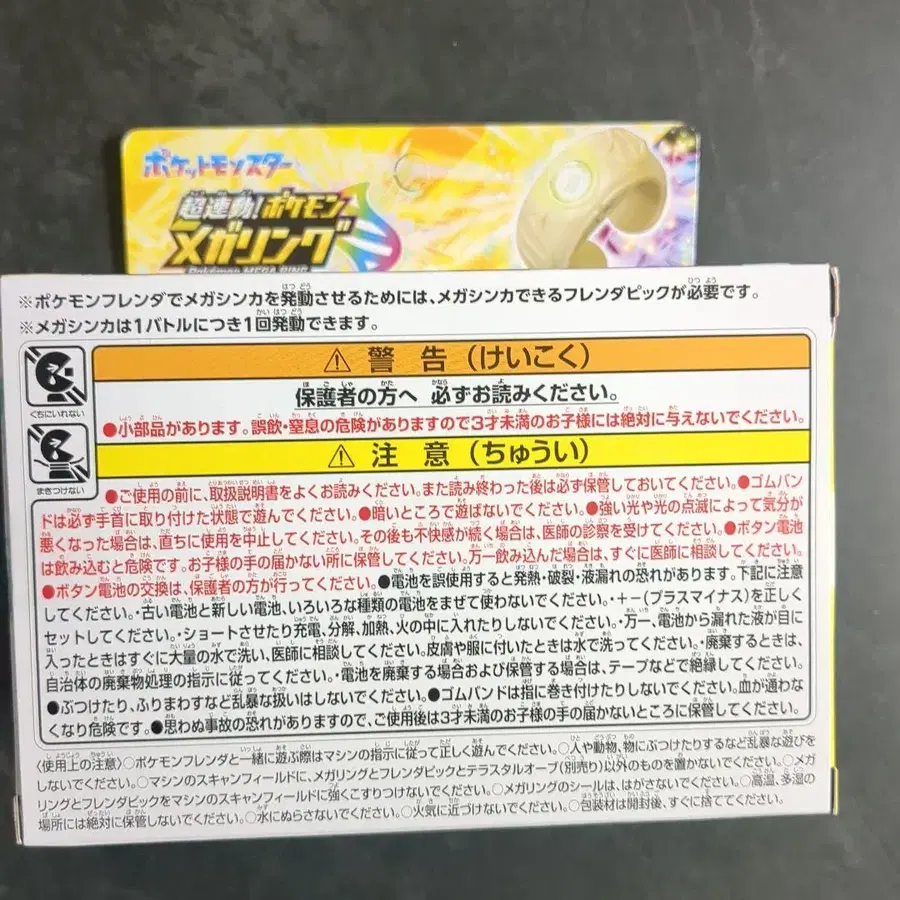 ポケットモンスター
超連動!ポケモン
メガリング
Pokémon MEGA RING
※ポケモンフレンダでメガシンカを発動させるためには、メガシンカできるフレンダピックが必要です。
※メガシンカは1バトルにつき1回発動できます。
くちにいれない
まきつけない
⚠ 警告(けいこく)
保護者の方へ 必ずお読みください。
●小部品があります。誤飲・窒息の危険がありますので3才未満のお子様には絶対に与えないでください。
⚠ 注意(ちゅうい)
●ご使用の前に、取扱説明書をよくお読みください。また読み終わった後は必ず保管しておいてください。●ゴムバン
ドは必ず手首に取り付けた状態で遊んでください。●暗いところで遊ばないでください。●強い光や光の点滅によって気分が
悪くなった場合は、直ちに使用を中止してください。その後も不快感が続く場合は、医師の診察を受けてください。●ボタン電池
は飲み込むと危険です。お子様の手の届かない所に保管してください。万一飲み込んだ場合は、すぐに医師に相談してください。
●ボタン電池の交換は、保護者の方が行ってください。●電池を誤使用すると発熱・破裂・液漏れの恐れがあります。下記に注意
してください。・古い電池と新しい電池、いろいろな種類の電池をまぜて使わないでください。・+−(プラスマイナス)を正しく
セットしてください。・ショートさせたり充電、分解、加熱、火の中に入れたりしないでください。・万一、電池から漏れた液が目に
入ったときはすぐに大量の水で洗い、医師に相談してください。皮膚や服に付いたときは水で洗ってください。・廃棄するときは、
自治体の廃棄物処理の指示に従ってください。・電池を廃棄する場合および保管する場合は、テープなどで絶縁してください。
●ぶつけたり、ふりまわすなど乱暴な扱いはしないでください。●ゴムバンドは指に巻き付けたりしないでください。血が通わな
くなり危険です。●思わぬ事故の恐れがありますので、ご使用後は3才未満のお子様の手の届かないところに保管してください。
〈使用上の注意〉○ポケモンフレンダと一緒に遊ぶ際はマシンの指示に従って正しく遊んでください。○人や動物、物にぶつけたりするなど乱暴な遊びを
しないでください。○マシンのスキャンフィールドに、メガリングとフレンダピックとテラスタルオーブ(別売り)以外のものを置かないでください。○メガ
リングとフレンダピックをマシンのスキャンフィールドに強くこすりつけないでください。○メガリングのシールは、はがさないでください。○高温、多湿の
場所には絶対に保管しないでください。○水にぬらさないでください。○火気に近づけないでください。○包装材は開封後、すぐに捨ててください。